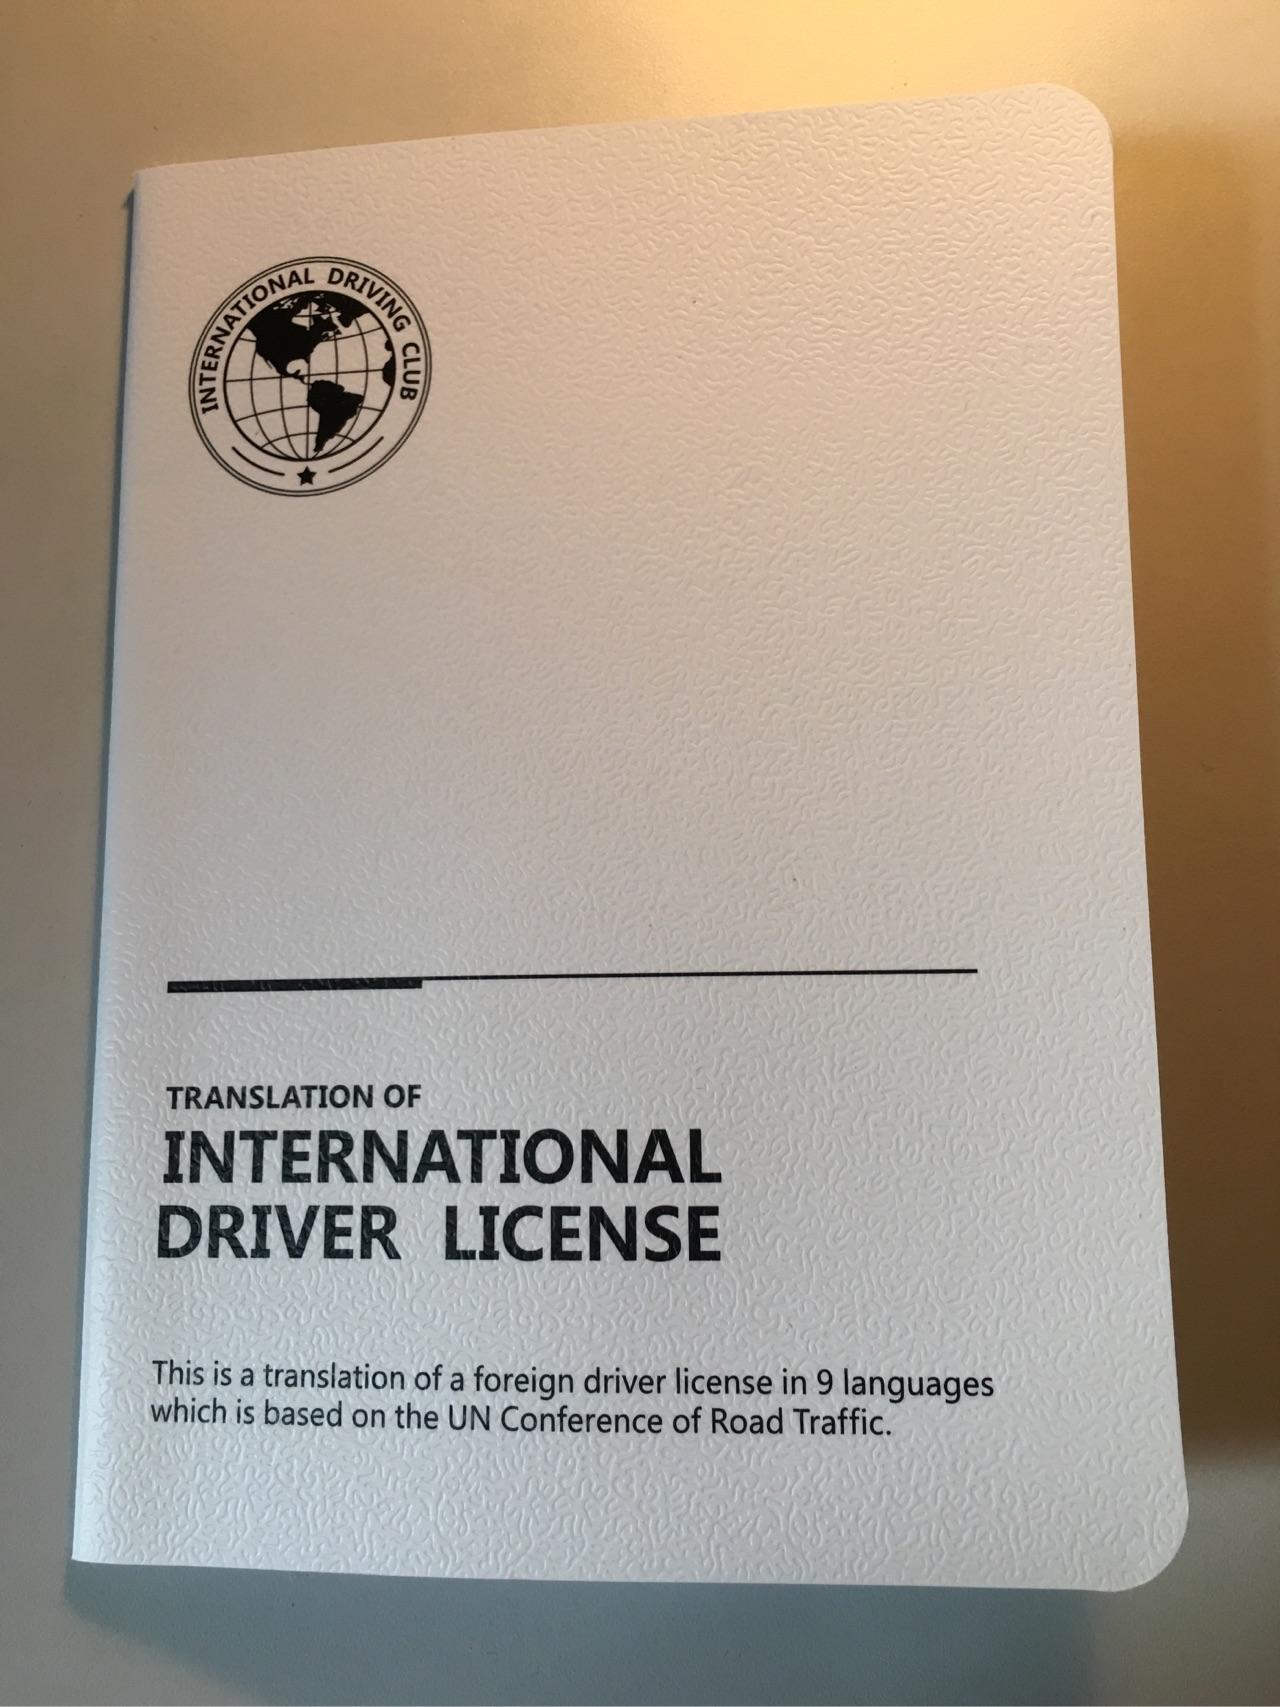 INTERNATIONAL DRIVING CLUB
TRANSLATION OF
INTERNATIONAL
DRIVER LICENSE
This is a translation of a foreign driver license in 9 languages
which is based on the UN Conference of Road Traffic.